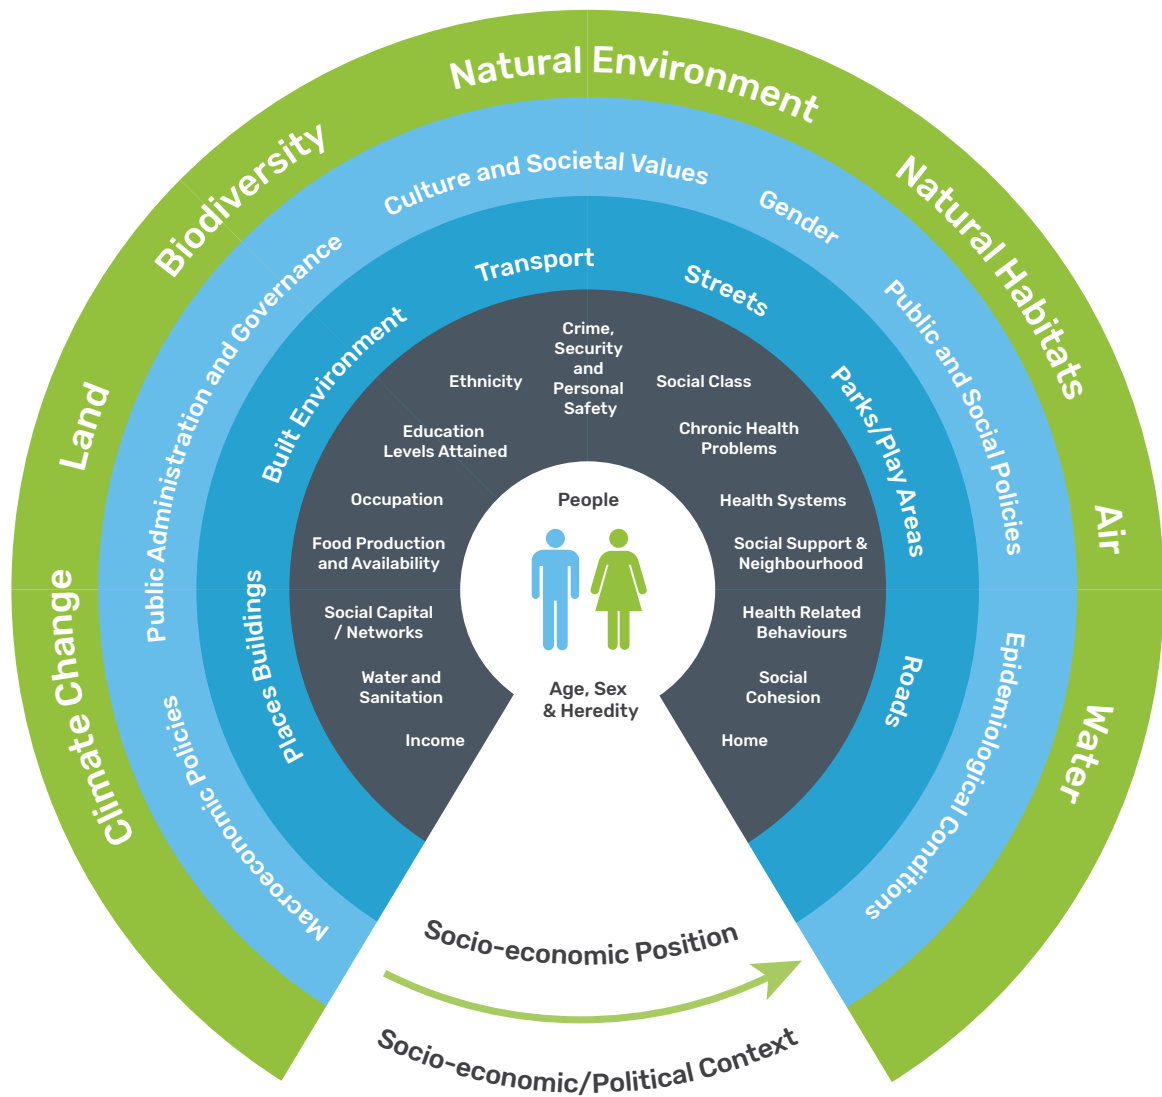 Natural Environment
Biodiversity
Natural Habitats
Land
Air
Climate Change
Water
Culture and Societal Values
Gender
Public Administration and Governance
Public and Social Policies
Macroeconomic Policies
Epidemiological Conditions
Transport
Streets
Built Environment
Parks/Play Areas
Places Buildings
Roads
Crime,
Security
and
Personal
Safety
Ethnicity
Social Class
Education
Levels Attained
Chronic Health
Problems
Occupation
Health Systems
Food Production
and Availability
Social Support &
Neighbourhood
Social Capital
/ Networks
Health Related
Behaviours
Water and
Sanitation
Social
Cohesion
Income
Home
People
Age, Sex
& Heredity
Socio-economic Position
Socio-economic/Political Context